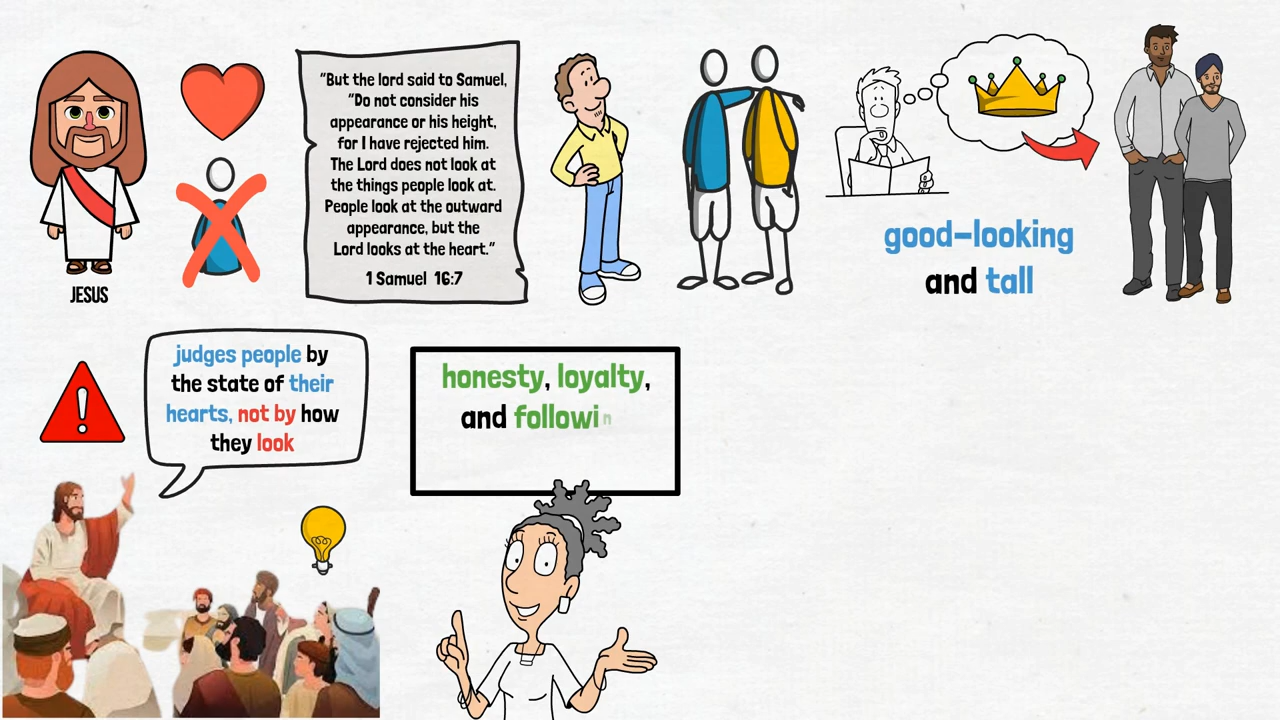 "But the lord said to Samuel,
"Do not consider his
appearance or his height,
for I have rejected him.
The Lord does not look at
the things people look at.
People look at the outward
appearance, but the
Lord looks at the heart."
1 Samuel 16:7
JESUS
good-looking
and tall
judges people by
the state of their
hearts, not by how
they look
honesty, loyalty,
and followin